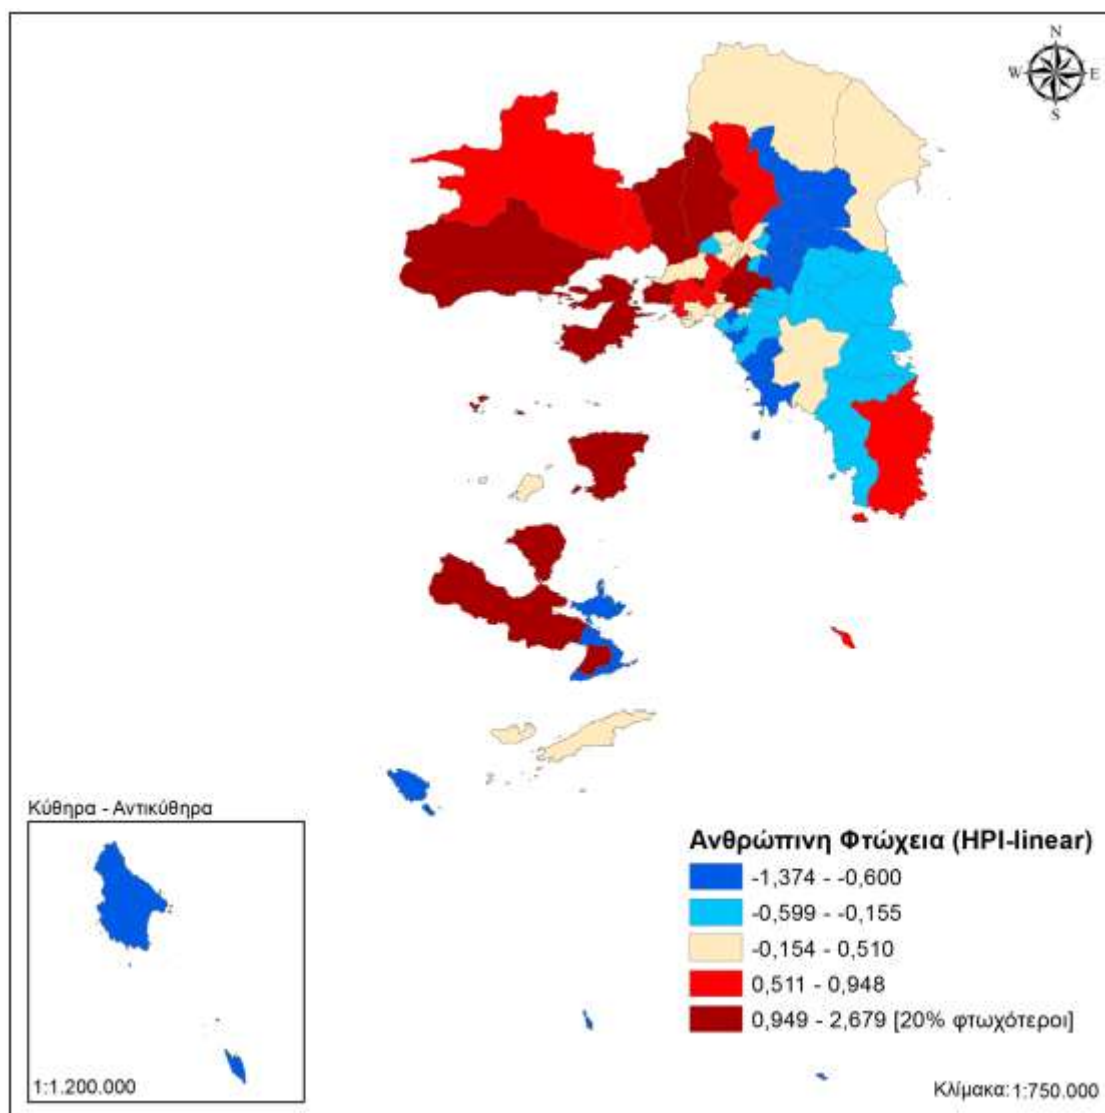 N
W E
S
Κύθηρα - Αντικύθηρα
1:1.200.000
Ανθρώπινη Φτώχεια (HPI-linear)
-1,374 - -0,600
-0,599 - -0,155
-0,154 - 0,510
0,511 - 0,948
0,949 - 2,679 [20% φτωχότεροι]
Κλίμακα: 1:750.000